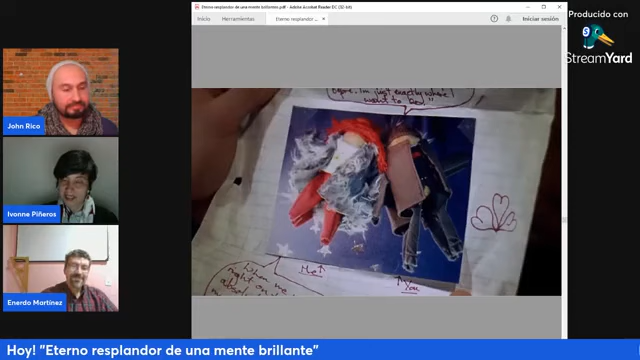 Eterno resplandor de una mente brillante.pdf - Adobe Acrobat Reader DC (32-bit)
Inicio
Herramientas
Eterno resplandor ...
Iniciar sesión
Producido con
StreamYard
John Rico
Ivonne Piñeros
Enerdo Martínez
I'm just exactly where I
want to be."
Me
You
Hoy! "Eterno resplandor de una mente brillante"